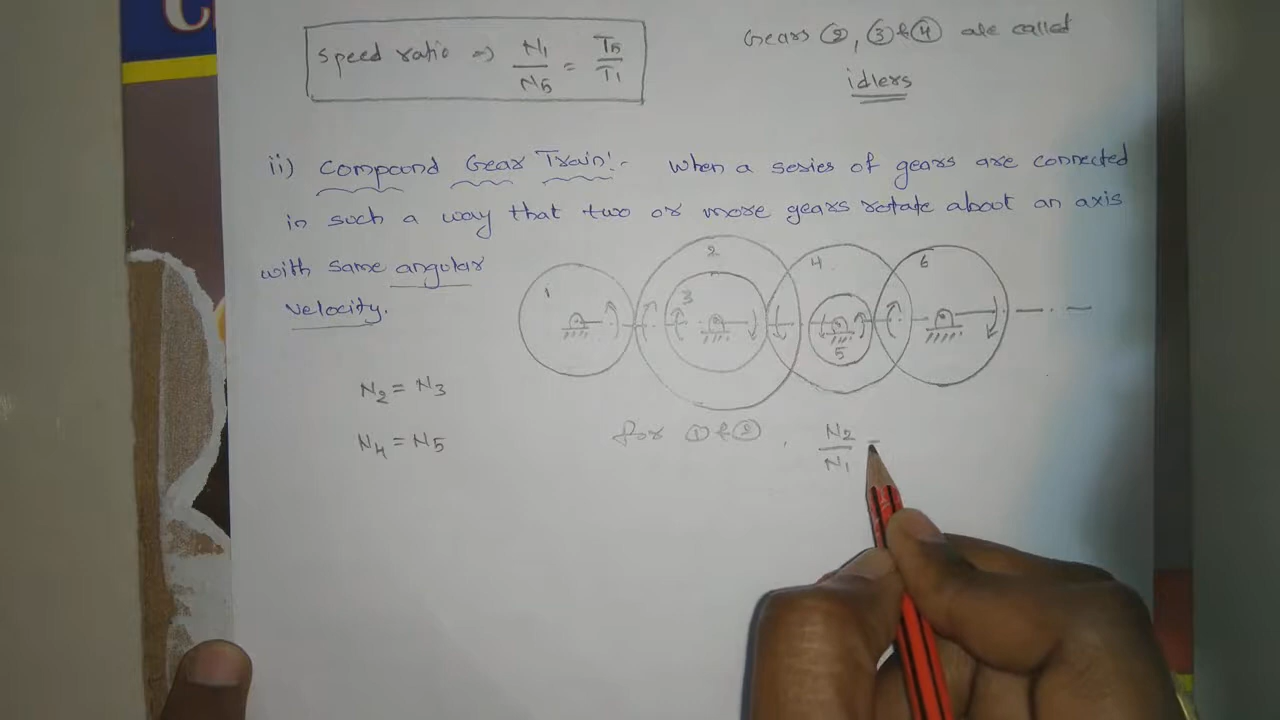 Speed ratio ⇒ N1/N5 = T5/T1
Gears ②, ③ & ④ are called
idlers
ii) Compound Gear Train:- When a series of gears are connected
in such a way that two or more gears rotate about an axis
with same angular
velocity.
1 2 3 4 5 6
N2 = N3
N4 = N5
for ① & ②, N2/N1 =